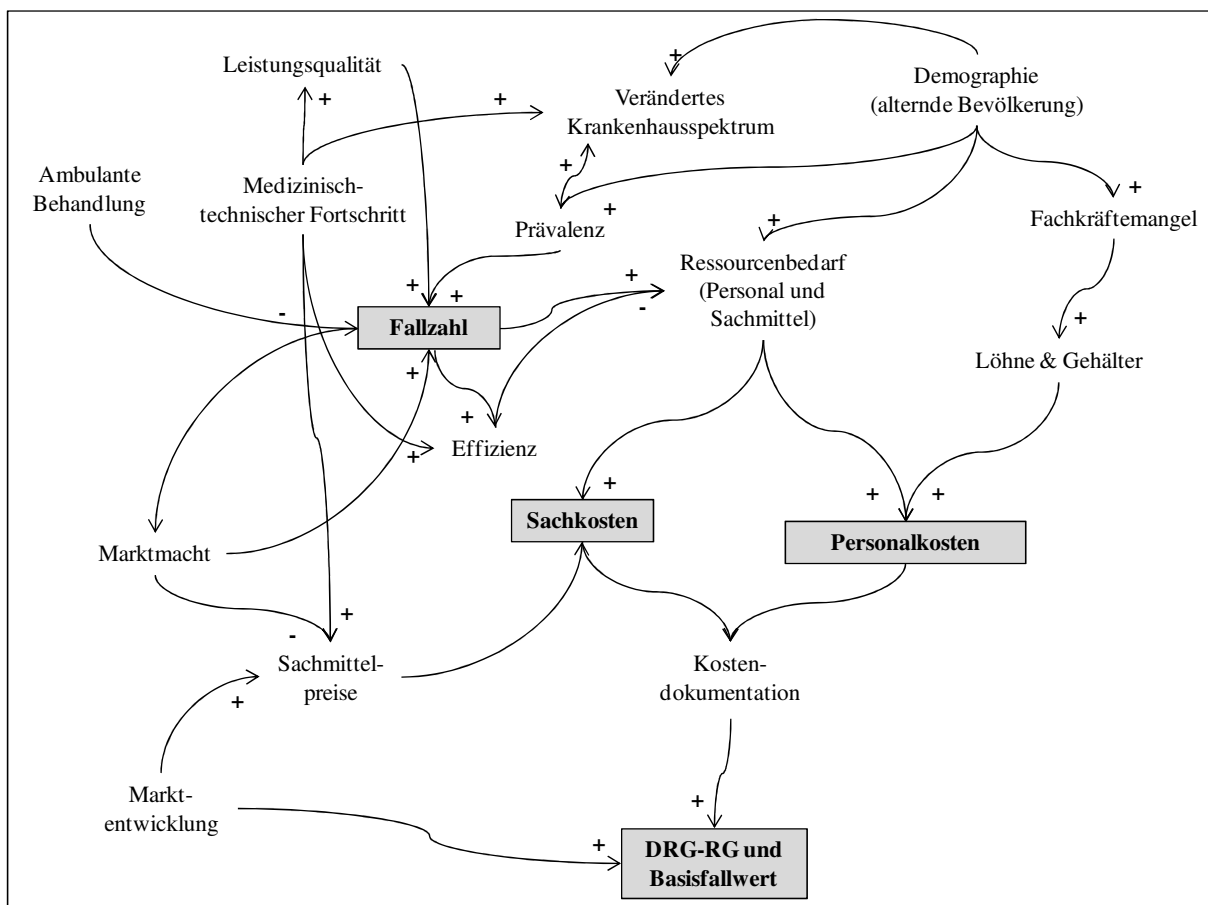 Leistungsqualität
+
+
+
Verändertes
Krankenhausspektrum
Demographie
(alternde Bevölkerung)
Ambulante
Behandlung
Medizinisch-
technischer Fortschritt
+
Prävalenz
+
+
+
Fachkräftemangel
Ressourcenbedarf
(Personal und
Sachmittel)
+
+
+
-
-
Fallzahl
+
Löhne & Gehälter
+
+
Effizienz
+
+
+
+
Sachkosten
Personalkosten
Marktmacht
+
-
Sachmittel-
preise
+
Kosten-
dokumentation
Markt-
entwicklung
+
+
DRG-RG und
Basisfallwert